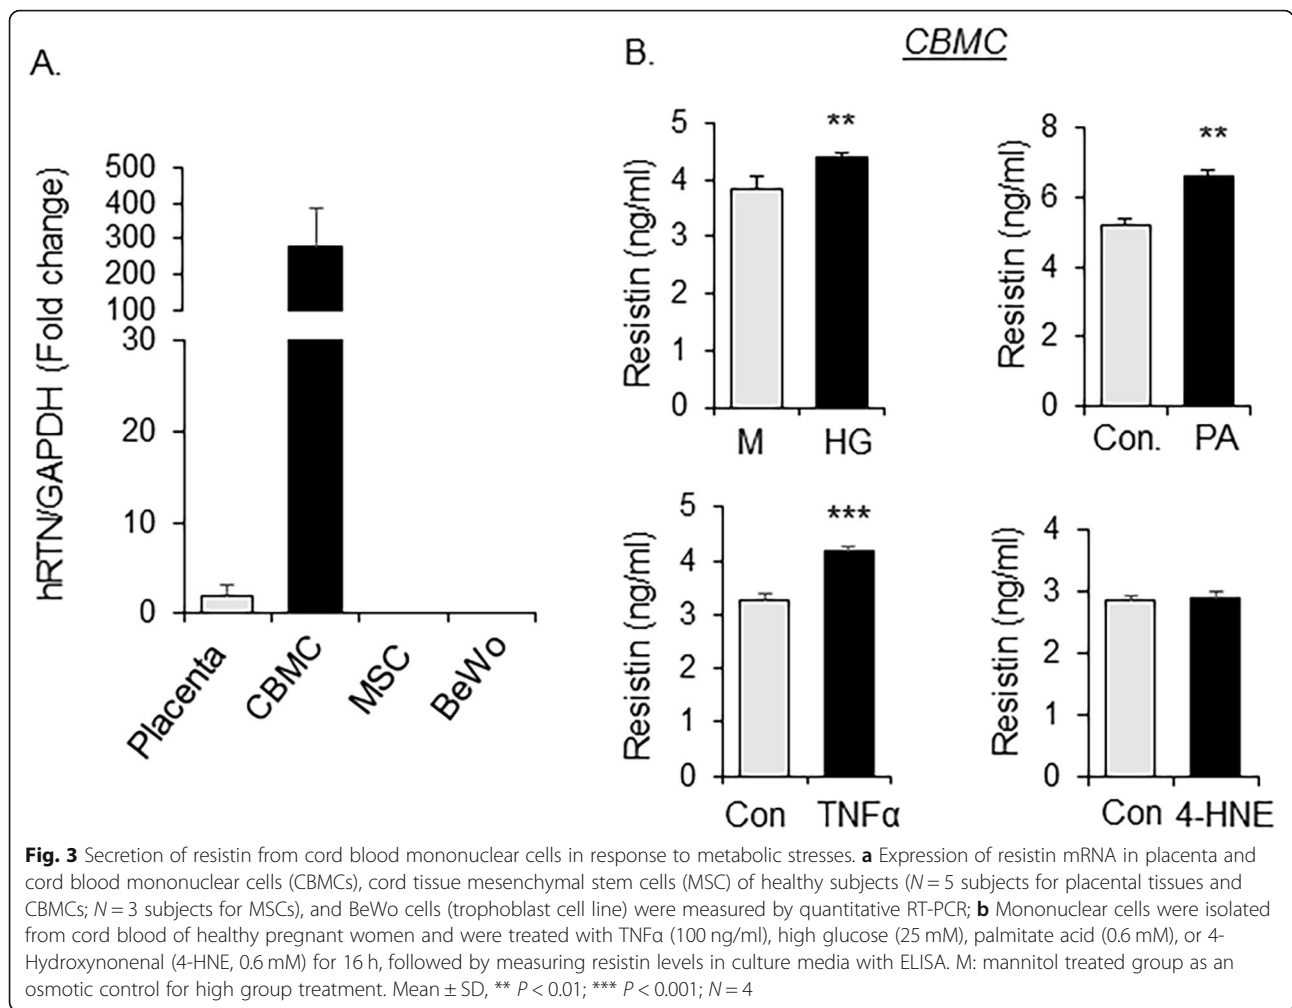 A.
hRTN/GAPDH (Fold change)
500
400
300
200
100
30
20
10
0
Placenta
CBMC
MSC
BeWo
B.
CBMC
Resistin (ng/ml)
5
4
3
2
1
0
**
M HG
Resistin (ng/ml)
8
6
4
2
0
**
Con. PA
Resistin (ng/ml)
5
4
3
2
1
0
***
Con TNFα
Resistin (ng/ml)
4
3
2
1
0
Con 4-HNE
Fig. 3 Secretion of resistin from cord blood mononuclear cells in response to metabolic stresses. a Expression of resistin mRNA in placenta and
cord blood mononuclear cells (CBMCs), cord tissue mesenchymal stem cells (MSC) of healthy subjects (N = 5 subjects for placental tissues and
CBMCs; N = 3 subjects for MSCs), and BeWo cells (trophoblast cell line) were measured by quantitative RT-PCR; b Mononuclear cells were isolated
from cord blood of healthy pregnant women and were treated with TNFα (100 ng/ml), high glucose (25 mM), palmitate acid (0.6 mM), or 4-
Hydroxynonenal (4-HNE, 0.6 mM) for 16 h, followed by measuring resistin levels in culture media with ELISA. M: mannitol treated group as an
osmotic control for high group treatment. Mean ± SD, ** P < 0.01; *** P < 0.001; N = 4